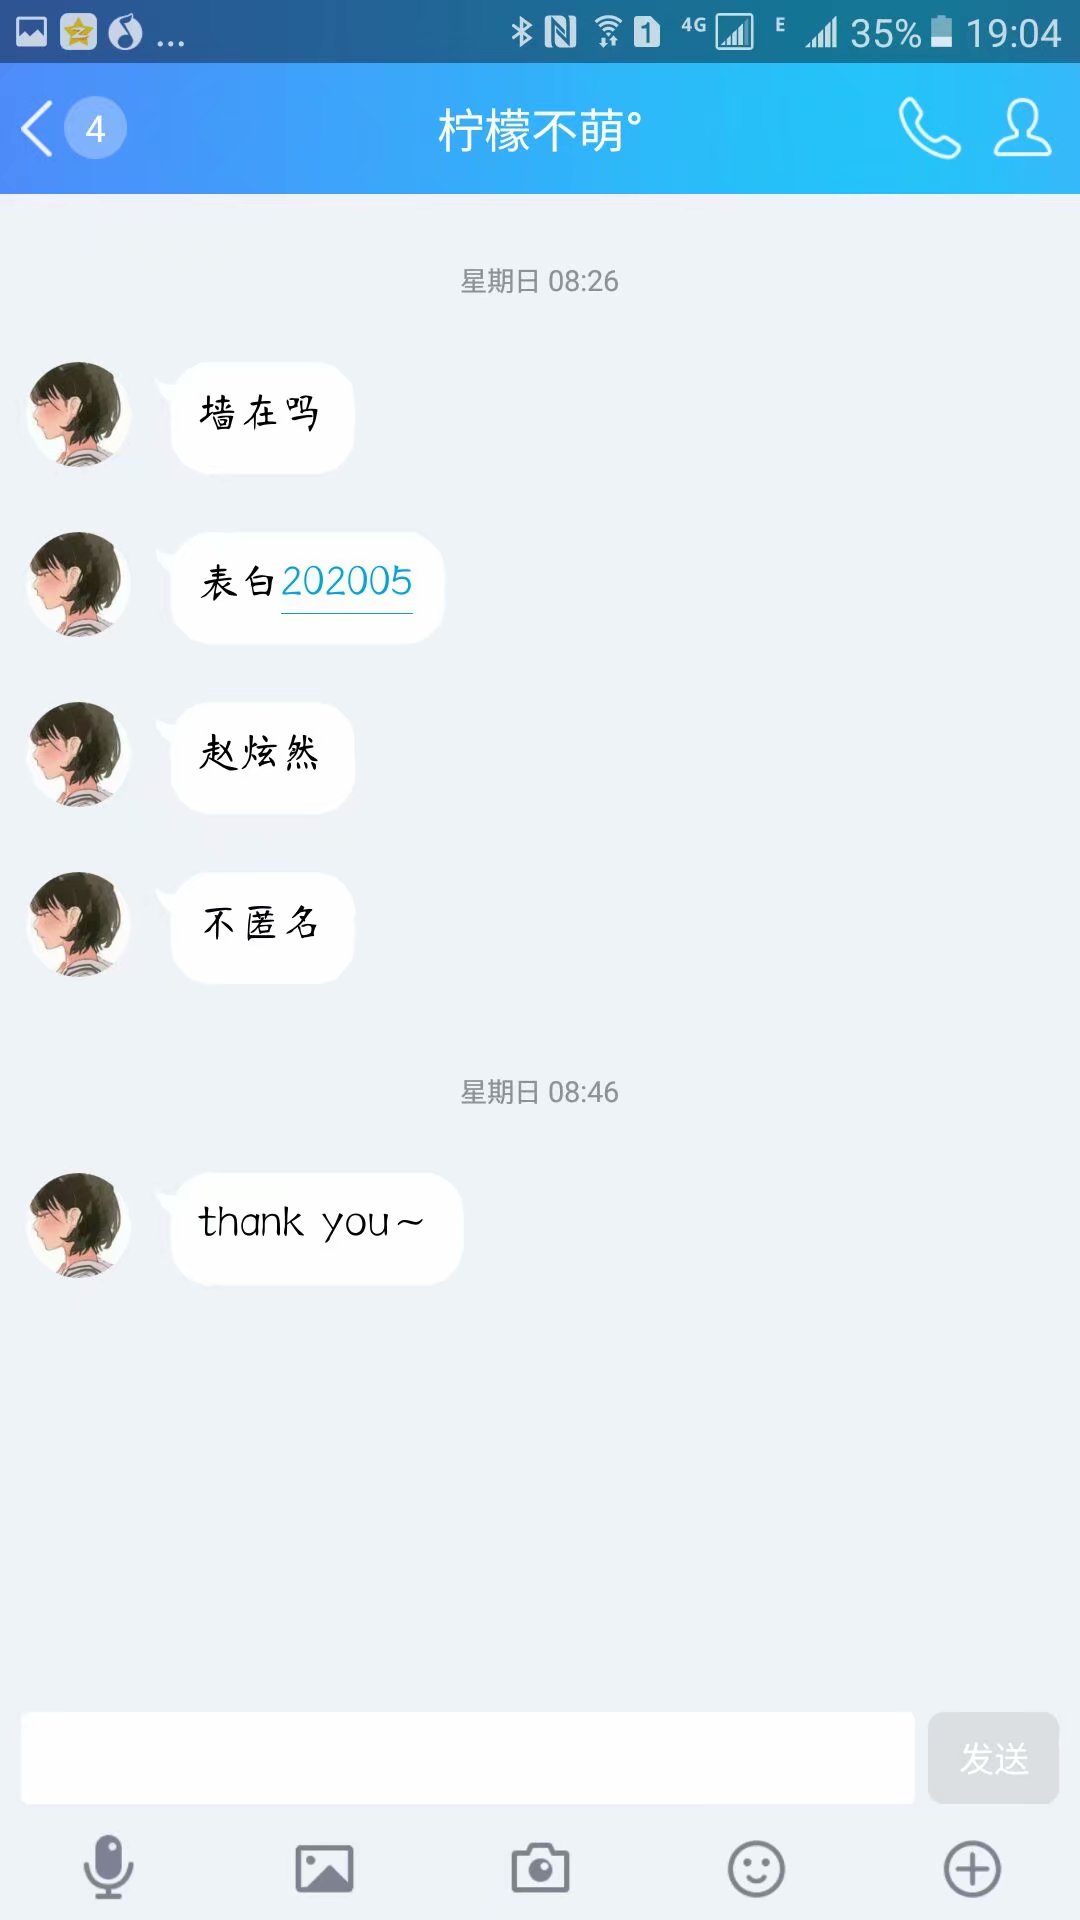 ... 1 4G E 35% 19:04
4 柠檬不萌°
星期日 08:26
墙在吗
表白202005
赵炫然
不匿名
星期日 08:46
thank you~
发送